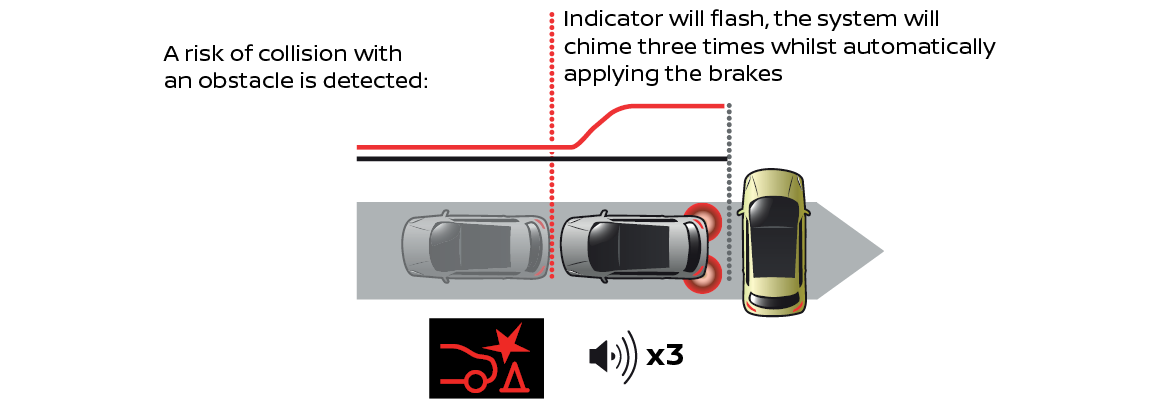 A risk of collision with
an obstacle is detected:
Indicator will flash, the system will
chime three times whilst automatically
applying the brakes
x3